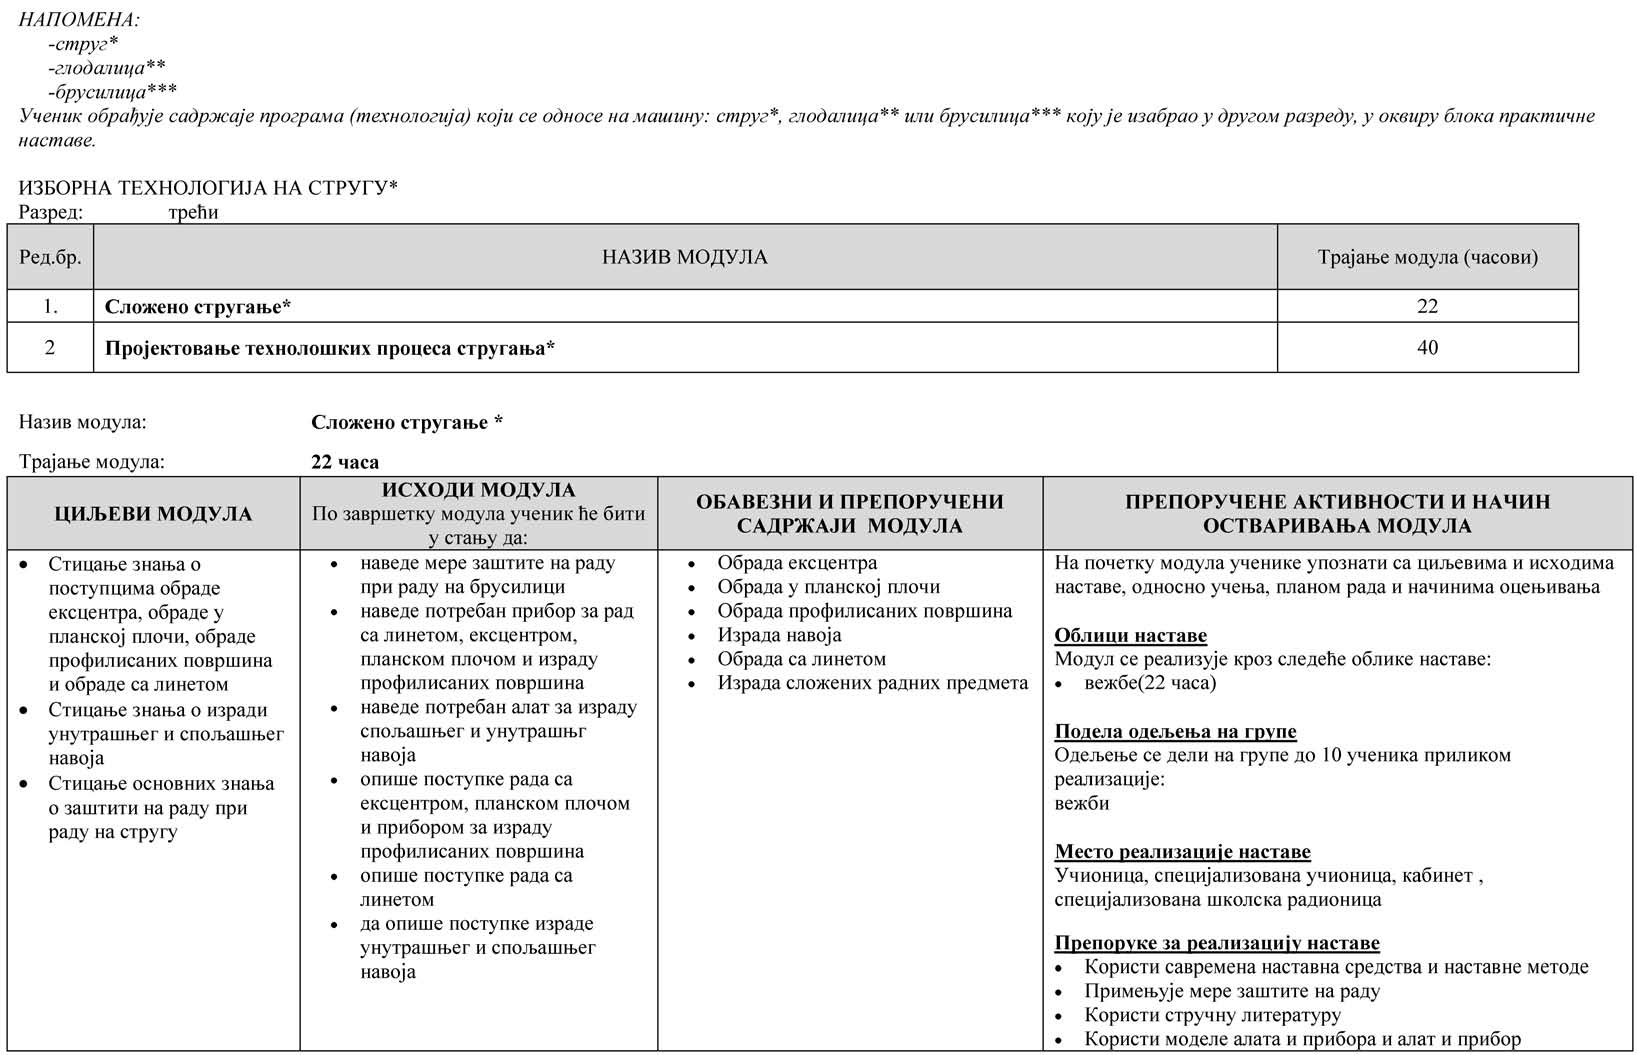 НАПОМЕНА:
-струг*
-глодалица**
-брусилица***
Ученик обрађује садржаје програма (технологија) који се односе на машину: струг*, глодалица** или брусилица*** коју је изабрао у другом разреду, у оквиру блока практичне
наставе.
ИЗБОРНА ТЕХНОЛОГИЈА НА СТРУГУ*
Разред: трећи
Ред.бр. НАЗИВ МОДУЛА Трајање модула (часови)
1. Сложено стругање* 22
2 Пројектовање технолошких процеса стругања* 40
Назив модула: Сложено стругање *
Трајање модула: 22 часа
ЦИЉЕВИ МОДУЛА
ИСХОДИ МОДУЛА
По завршетку модула ученик ће бити
у стању да:
ОБАВЕЗНИ И ПРЕПОРУЧЕНИ
САДРЖАЈИ МОДУЛА
ПРЕПОРУЧЕНЕ АКТИВНОСТИ И НАЧИН
ОСТВАРИВАЊА МОДУЛА
• Стицање знања о
поступцима обраде
ексцентра, обраде у
планској плочи, обраде
профилисаних површина
и обраде са линетом
• Стицање знања о изради
унутрашњег и спољашњег
навоја
• Стицање основних знања
о заштити на раду при
раду на стругу
• наведе мере заштите на раду
при раду на брусилици
• наведе потребан прибор за рад
са линетом, ексцентром,
планском плочом и израду
профилисаних површина
• наведе потребан алат за израду
спољашњег и унутрашњг
навоја
• опише поступке рада са
ексцентром, планском плочом
и прибором за израду
профилисаних површина
• опише поступке рада са
линетом
• да опише поступке израде
унутрашњег и спољашњег
навоја
• Обрада ексцентра
• Обрада у планској плочи
• Обрада профилисаних површина
• Израда навоја
• Обрада са линетом
• Израда сложених радних предмета
На почетку модула ученике упознати са циљевима и исходима
наставе, односно учења, планом рада и начинима оцењивања
Облици наставе
Модул се реализује кроз следеће облике наставе:
• вежбе(22 часа)
Подела одељења на групе
Одељење се дели на групе до 10 ученика приликом
реализације:
вежби
Место реализације наставе
Учионица, специјализована учионица, кабинет ,
специјализована школска радионица
Препоруке за реализацију наставе
• Користи савремена наставна средства и наставне методе
• Примењује мере заштите на раду
• Користи стручну литературу
• Користи моделе алата и прибора и алат и прибор